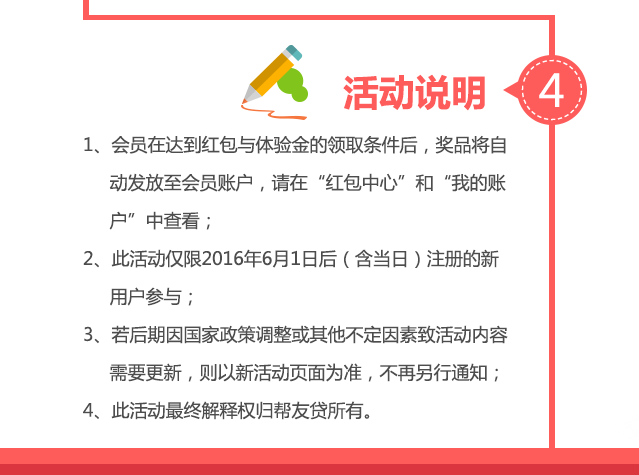 活动说明
4
1、会员在达到红包与体验金的领取条件后，奖品将自
动发放至会员账户，请在“红包中心”和“我的账
户”中查看；
2、此活动仅限2016年6月1日后（含当日）注册的新
用户参与；
3、若后期因国家政策调整或其他不定因素致活动内容
需要更新，则以新活动页面为准，不再另行通知；
4、此活动最终解释权归帮友贷所有。